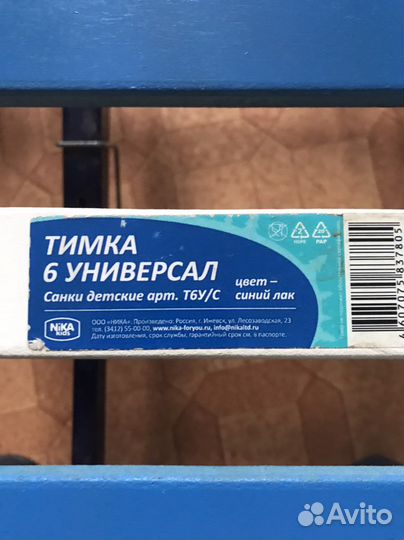 ТИМКА
6 УНИВЕРСАЛ
Санки детские арт. Т6У/С
цвет –
синий лак
HDPE
PAP
NiKA
kids
ООО «НИКА». Произведено: Россия, г. Ижевск, ул. Лесозаводская, 23
тел. (3412) 55-00-00, www.nika-foryou.ru, info@nikaltd.ru
Дату изготовления, срок службы, гарантийный срок см. в паспорте.
4607075837805
Avito